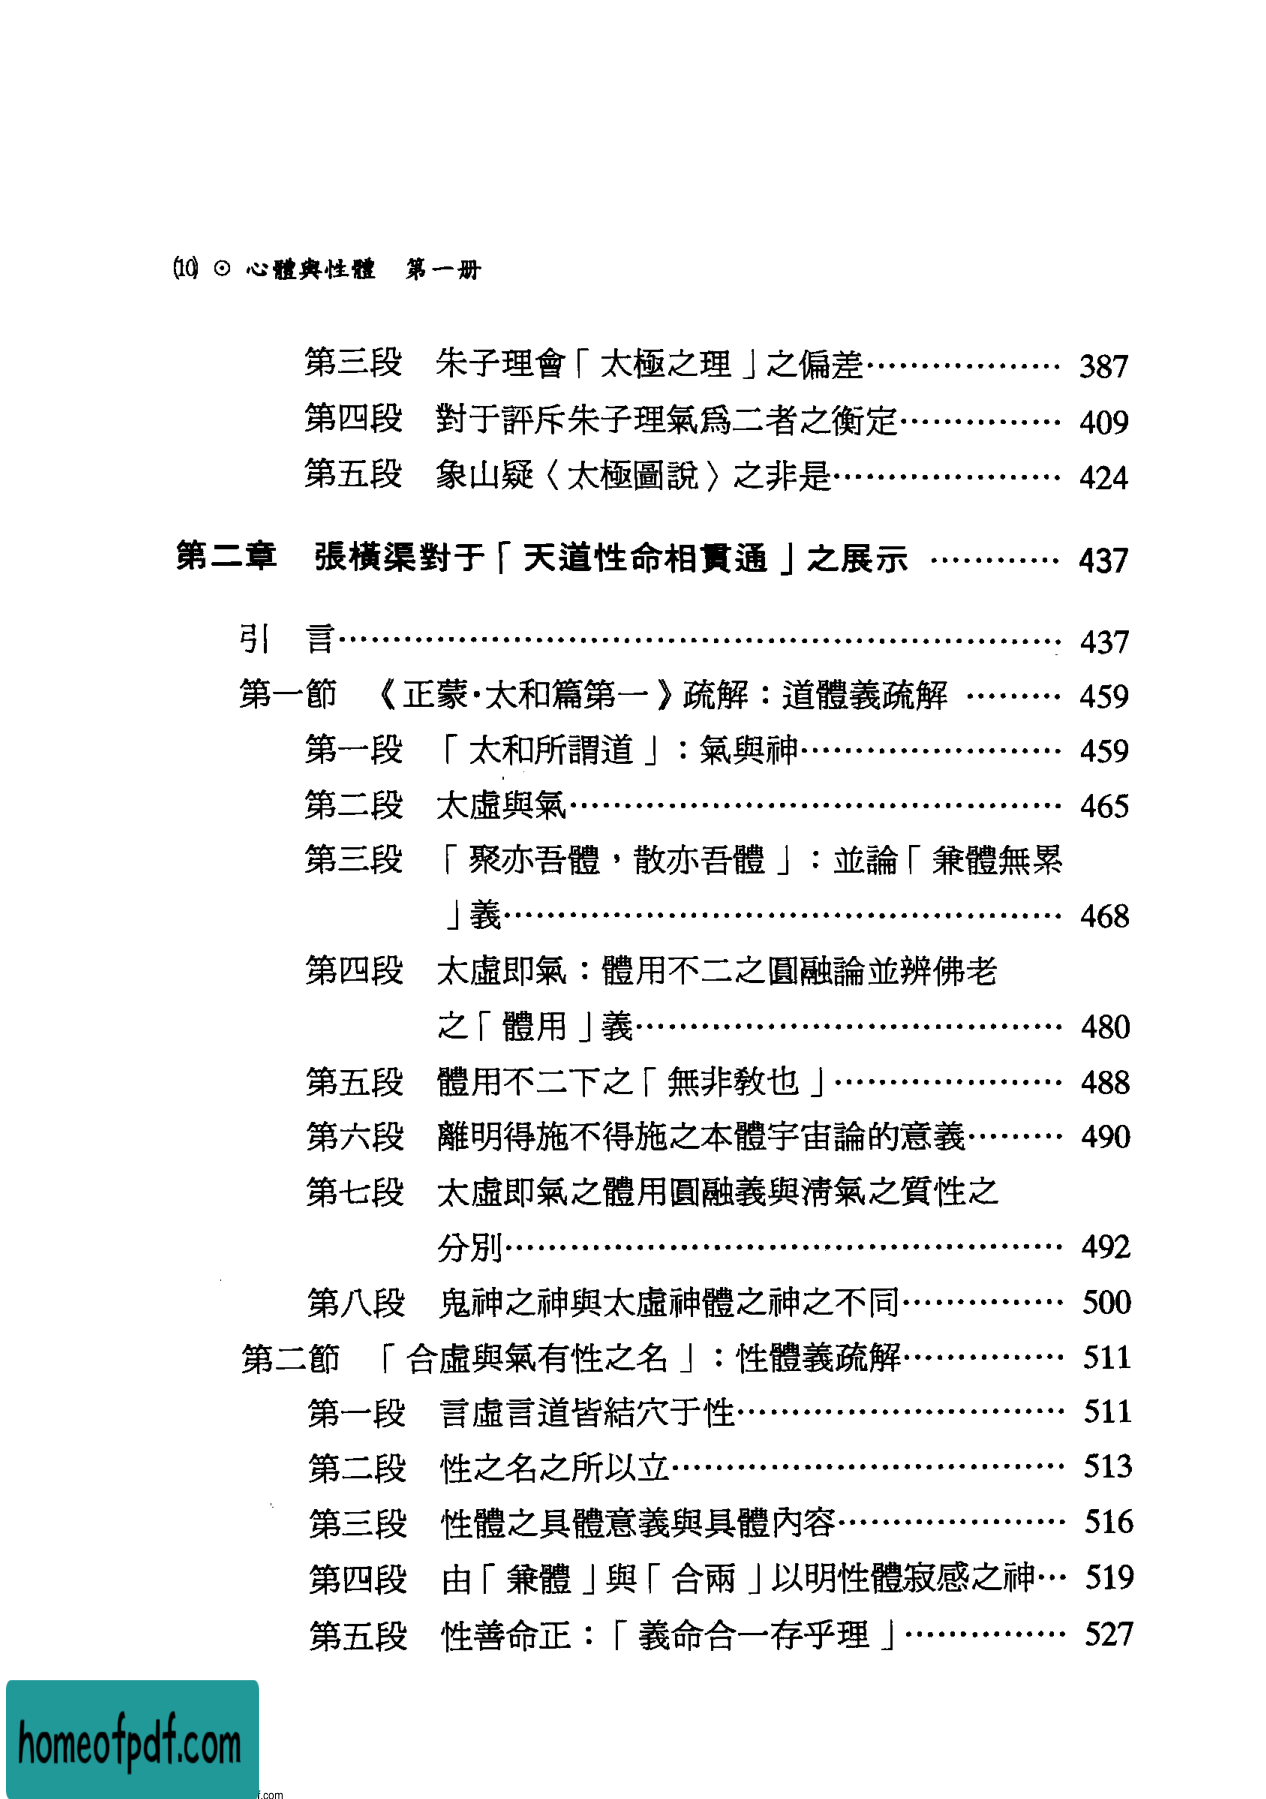 ⑽ ⊙ 心體與性體　第一册
第三段　朱子理會「太極之理」之偏差……………… 387
第四段　對于評斥朱子理氣爲二者之衡定…………… 409
第五段　象山疑〈太極圖說〉之非是………………… 424
第二章　張橫渠對于「天道性命相貫通」之展示 ………… 437
引　言………………………………………………………… 437
第一節　《正蒙·太和篇第一》疏解：道體義疏解 ……… 459
第一段　「太和所謂道」：氣與神…………………… 459
第二段　太虛與氣……………………………………… 465
第三段　「聚亦吾體，散亦吾體」：並論「兼體無累
」義…………………………………………… 468
第四段　太虛即氣：體用不二之圓融論並辨佛老
之「體用」義………………………………… 480
第五段　體用不二下之「無非教也」………………… 488
第六段　離明得施不得施之本體宇宙論的意義……… 490
第七段　太虛即氣之體用圓融義與清氣之質性之
分別…………………………………………… 492
第八段　鬼神之神與太虛神體之神之不同…………… 500
第二節　「合虛與氣有性之名」：性體義疏解…………… 511
第一段　言虛言道皆結穴于性………………………… 511
第二段　性之名之所以立……………………………… 513
第三段　性體之具體意義與具體內容………………… 516
第四段　由「兼體」與「合兩」以明性體寂感之神… 519
第五段　性善命正：「義命合一存乎理」…………… 527
homeofpdf.com
f.com